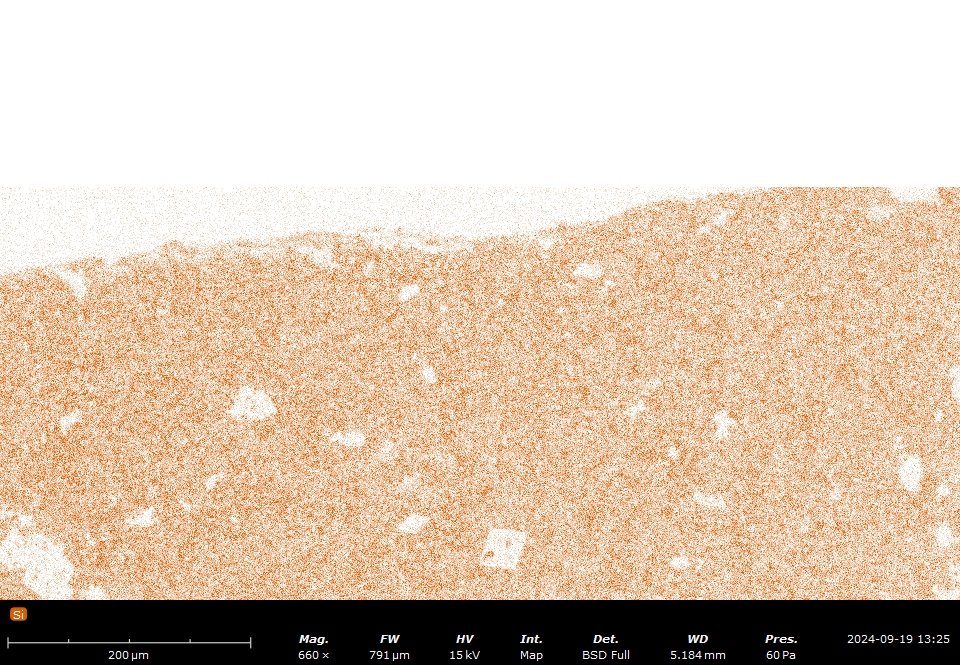 Si
Mag. FW HV Int. Det. WD Pres. 2024-09-19 13:25
200 µm 660 × 791 µm 15 kV Map BSD Full 5.184 mm 60 Pa